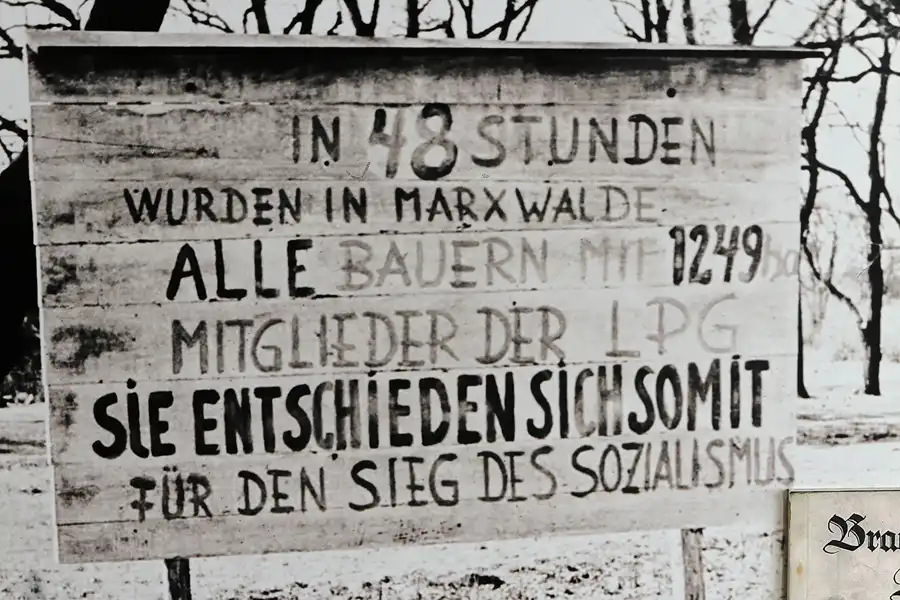 IN 48 STUNDEN
WURDEN IN MARXWALDE
ALLE BAUERN MIT 1249 ha
MITGLIEDER DER LPG
SIE ENTSCHIEDEN SICH SOMIT
FÜR DEN SIEG DES SOZIALISMUS